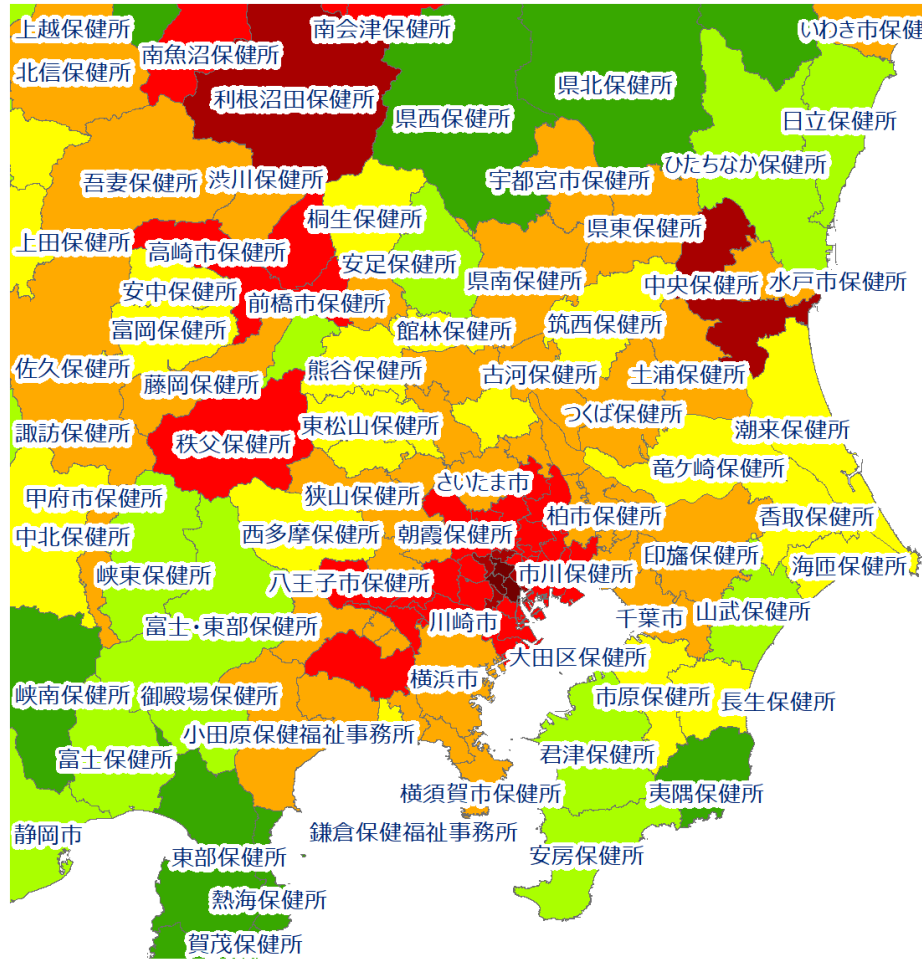 上越保健所
南会津保健所
いわき市保健
南魚沼保健所
北信保健所
利根沼田保健所
県北保健所
県西保健所
日立保健所
ひたちなか保健所
吾妻保健所
渋川保健所
宇都宮市保健所
桐生保健所
県東保健所
上田保健所
高崎市保健所
安足保健所
県南保健所
中央保健所
水戸市保健所
安中保健所
前橋市保健所
富岡保健所
館林保健所
筑西保健所
佐久保健所
熊谷保健所
古河保健所
土浦保健所
藤岡保健所
つくば保健所
諏訪保健所
秩父保健所
東松山保健所
潮来保健所
竜ケ崎保健所
さいたま市
甲府市保健所
狭山保健所
柏市保健所
香取保健所
中北保健所
西多摩保健所
朝霞保健所
印旛保健所
海匝保健所
峡東保健所
八王子市保健所
市川保健所
山武保健所
富士・東部保健所
川崎市
千葉市
大田区保健所
横浜市
峡南保健所
御殿場保健所
市原保健所
長生保健所
小田原保健福祉事務所
富士保健所
君津保健所
横須賀市保健所
夷隅保健所
静岡市
鎌倉保健福祉事務所
東部保健所
安房保健所
熱海保健所
賀茂保健所